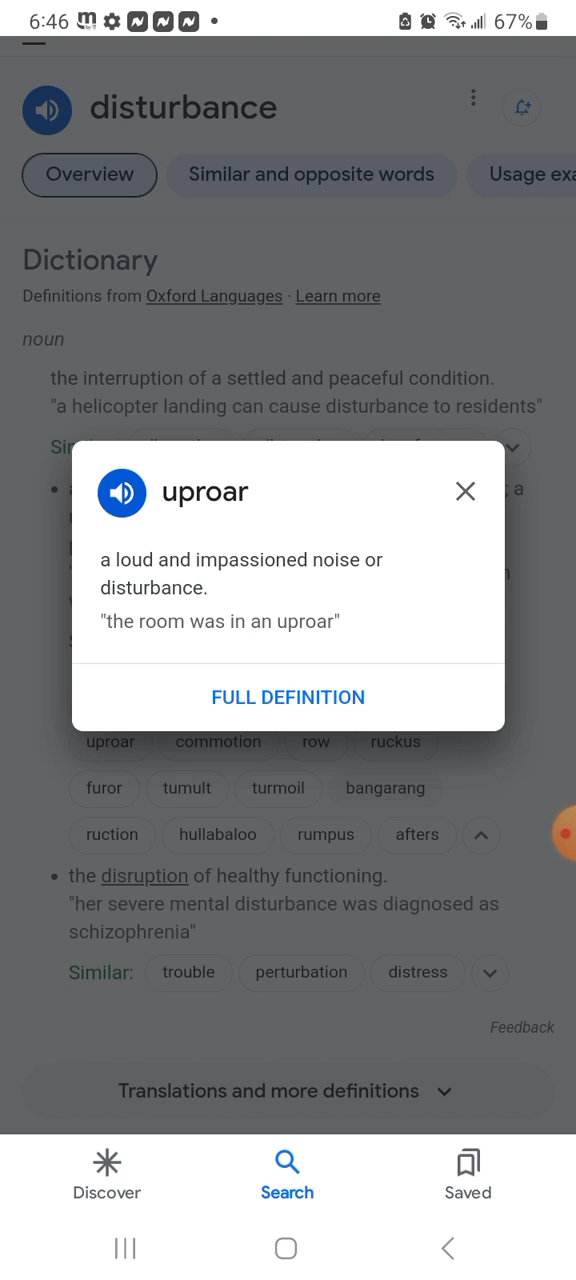 6:46
67%
disturbance
Overview
Similar and opposite words
Usage exa
Dictionary
Definitions from Oxford Languages · Learn more
noun
the interruption of a settled and peaceful condition.
"a helicopter landing can cause disturbance to residents"
uproar
a loud and impassioned noise or
disturbance.
"the room was in an uproar"
FULL DEFINITION
uproar commotion row ruckus
furor tumult turmoil bangarang
ruction hullabaloo rumpus afters
• the disruption of healthy functioning.
"her severe mental disturbance was diagnosed as
schizophrenia"
Similar: trouble perturbation distress
Feedback
Translations and more definitions
Discover Search Saved